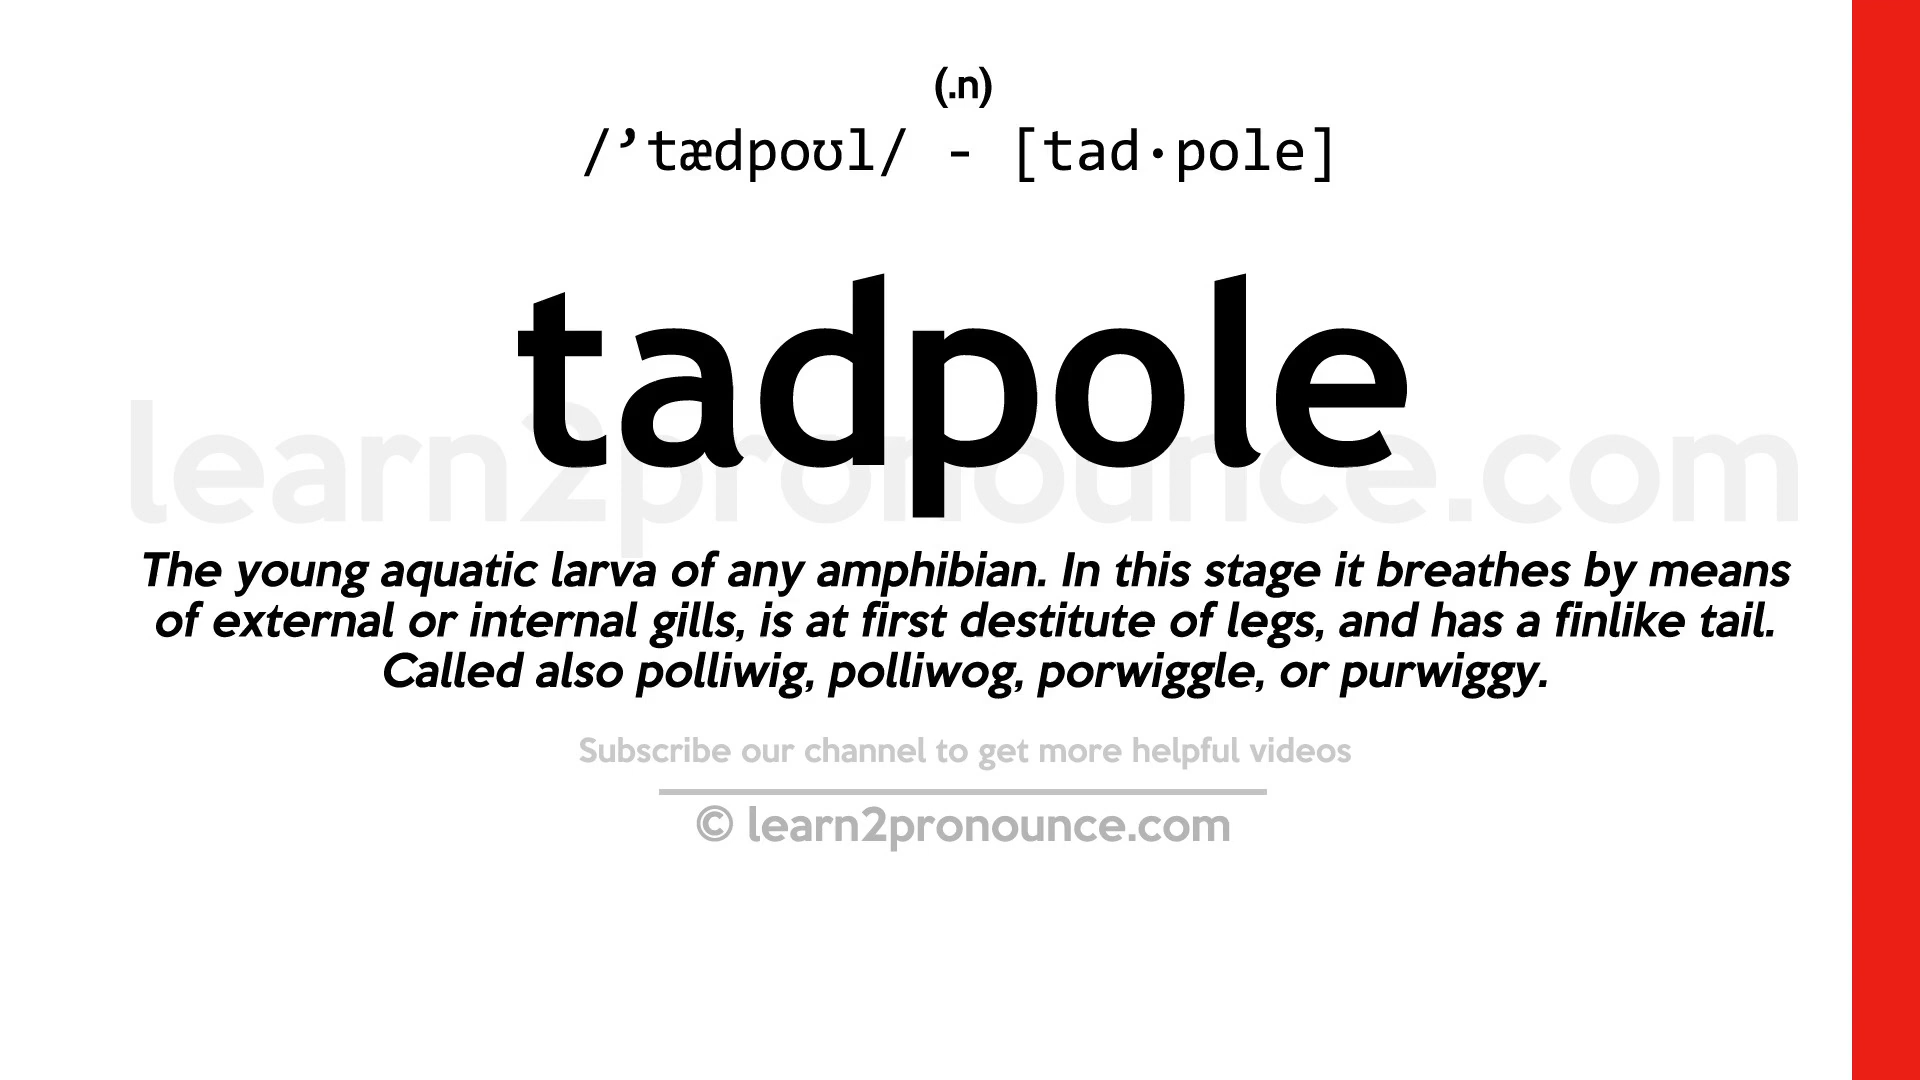 (.n)
/’tædpoʊl/ - [tad·pole]
tadpole
learn2pronounce.com
The young aquatic larva of any amphibian. In this stage it breathes by means
of external or internal gills, is at first destitute of legs, and has a finlike tail.
Called also polliwig, polliwog, porwiggle, or purwiggy.
Subscribe our channel to get more helpful videos
© learn2pronounce.com